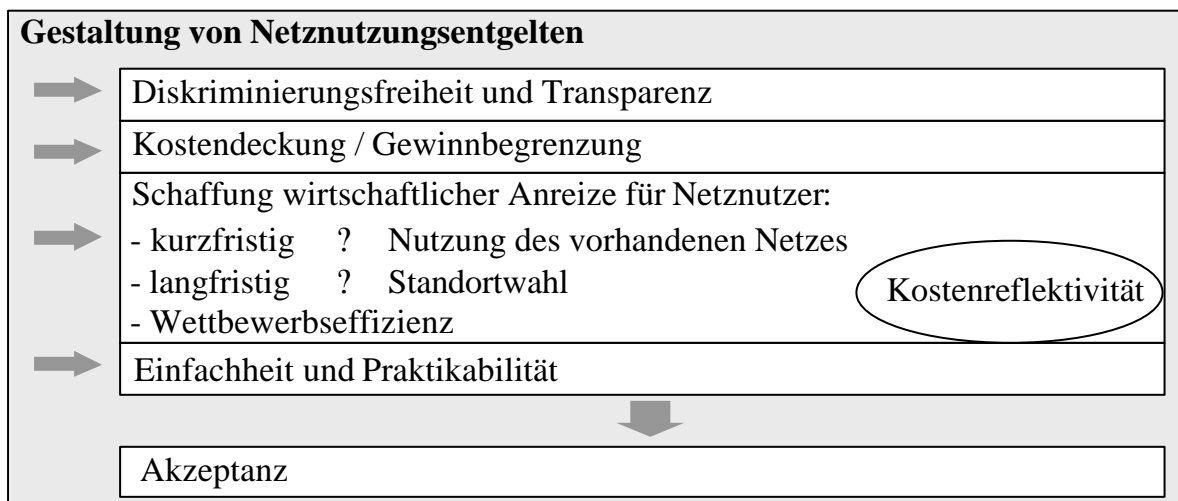 Gestaltung von Netznutzungsentgelten
Diskriminierungsfreiheit und Transparenz
Kostendeckung / Gewinnbegrenzung
Schaffung wirtschaftlicher Anreize für Netznutzer:
- kurzfristig ? Nutzung des vorhandenen Netzes
- langfristig ? Standortwahl
Kostenreflektivität
- Wettbewerbseffizienz
Einfachheit und Praktikabilität
Akzeptanz